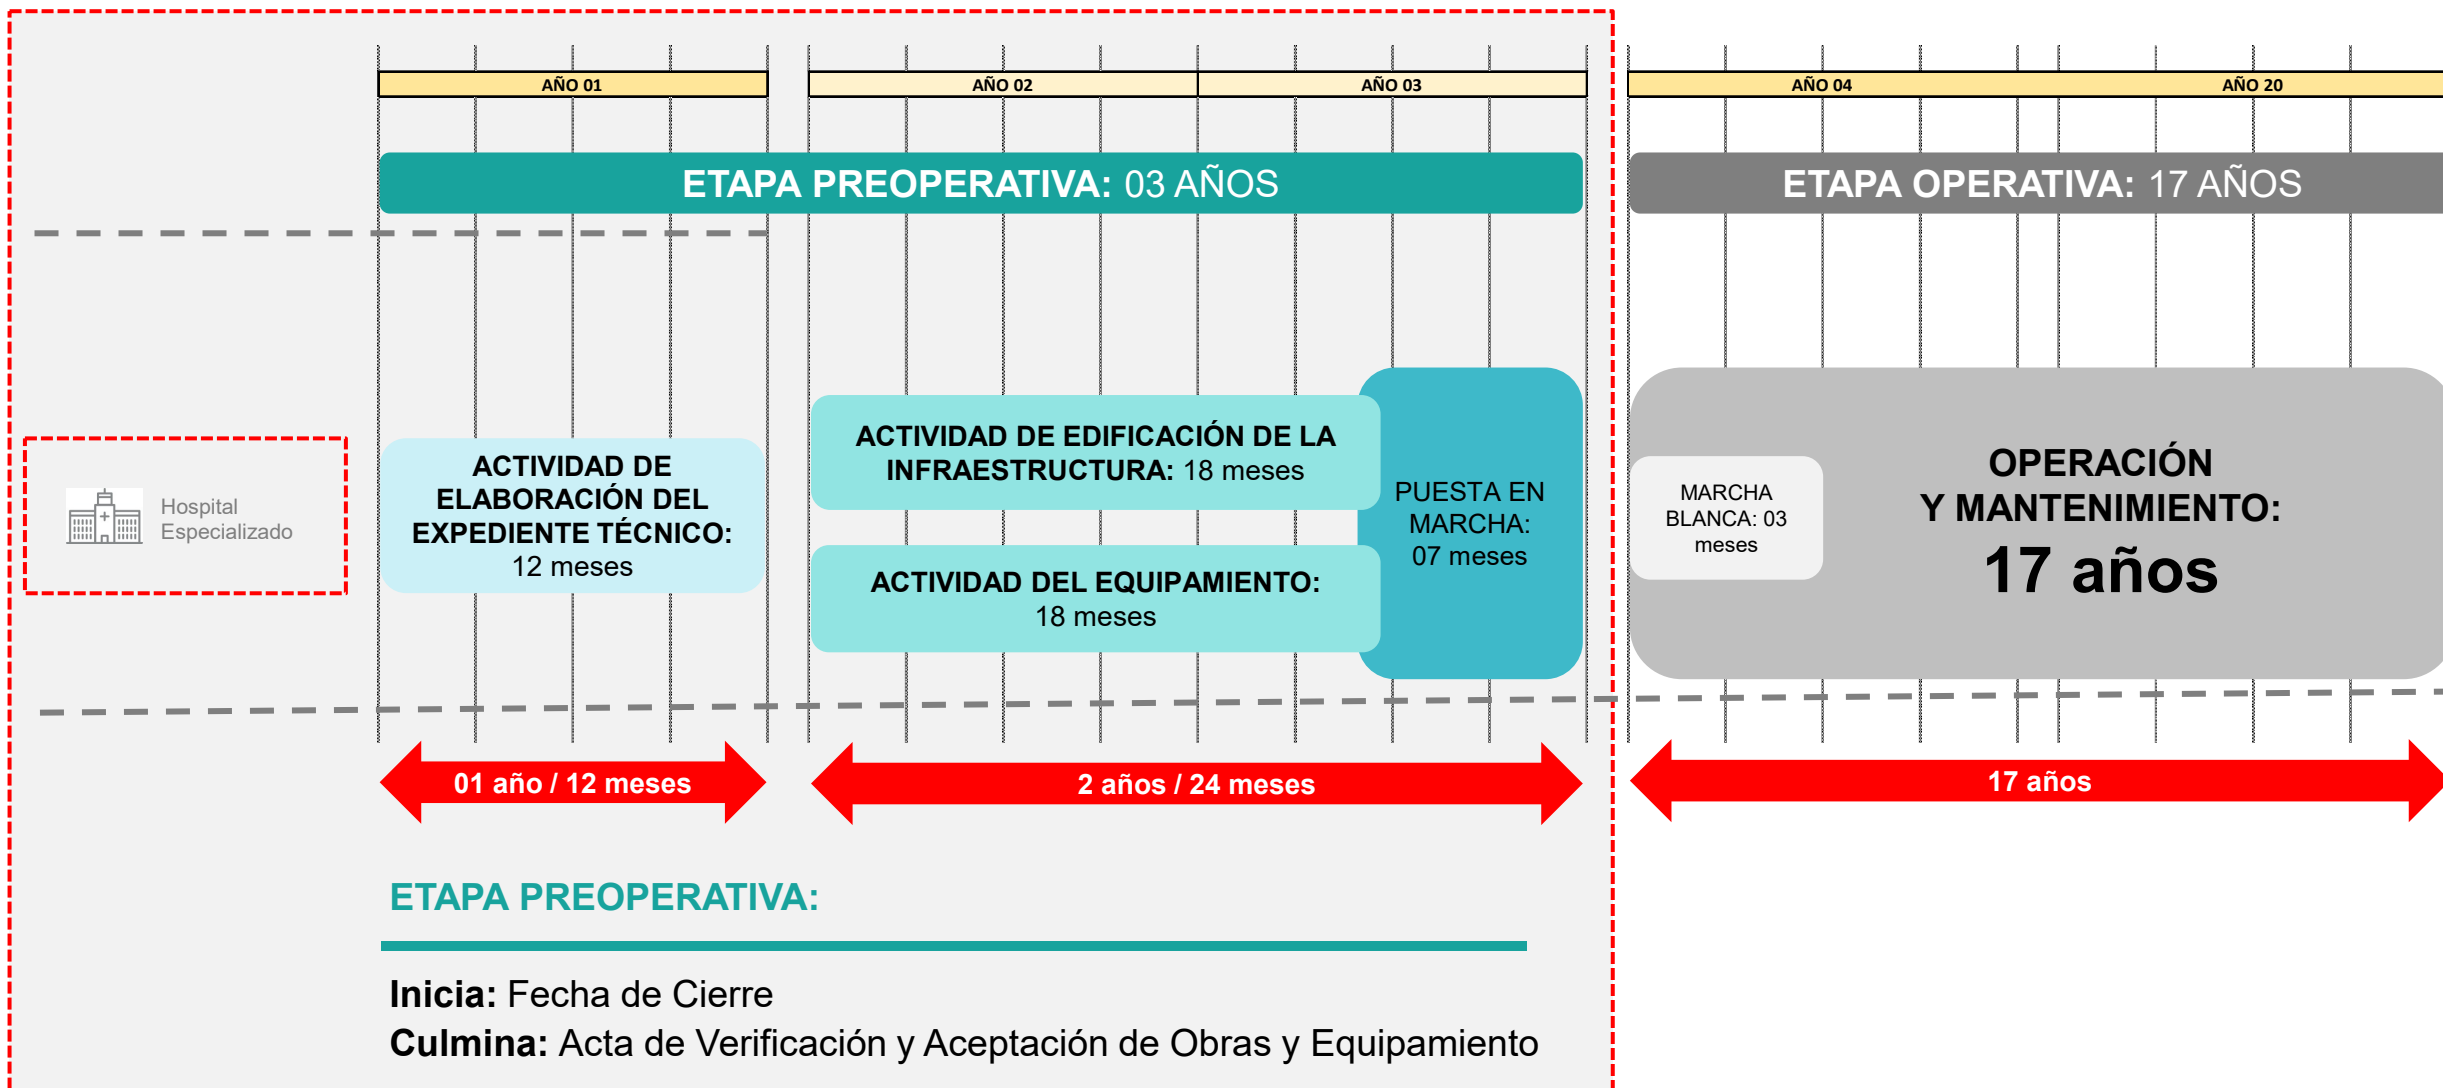 AÑO 01
AÑO 02
AÑO 03
AÑO 04
AÑO 20
ETAPA PREOPERATIVA: 03 AÑOS
ETAPA OPERATIVA: 17 AÑOS
Hospital
Especializado
ACTIVIDAD DE
ELABORACIÓN DEL
EXPEDIENTE TÉCNICO:
12 meses
ACTIVIDAD DE EDIFICACIÓN DE LA
INFRAESTRUCTURA: 18 meses
ACTIVIDAD DEL EQUIPAMIENTO:
18 meses
PUESTA EN
MARCHA:
07 meses
MARCHA
BLANCA: 03
meses
OPERACIÓN
Y MANTENIMIENTO:
17 años
01 año / 12 meses
2 años / 24 meses
17 años
ETAPA PREOPERATIVA:
Inicia: Fecha de Cierre
Culmina: Acta de Verificación y Aceptación de Obras y Equipamiento